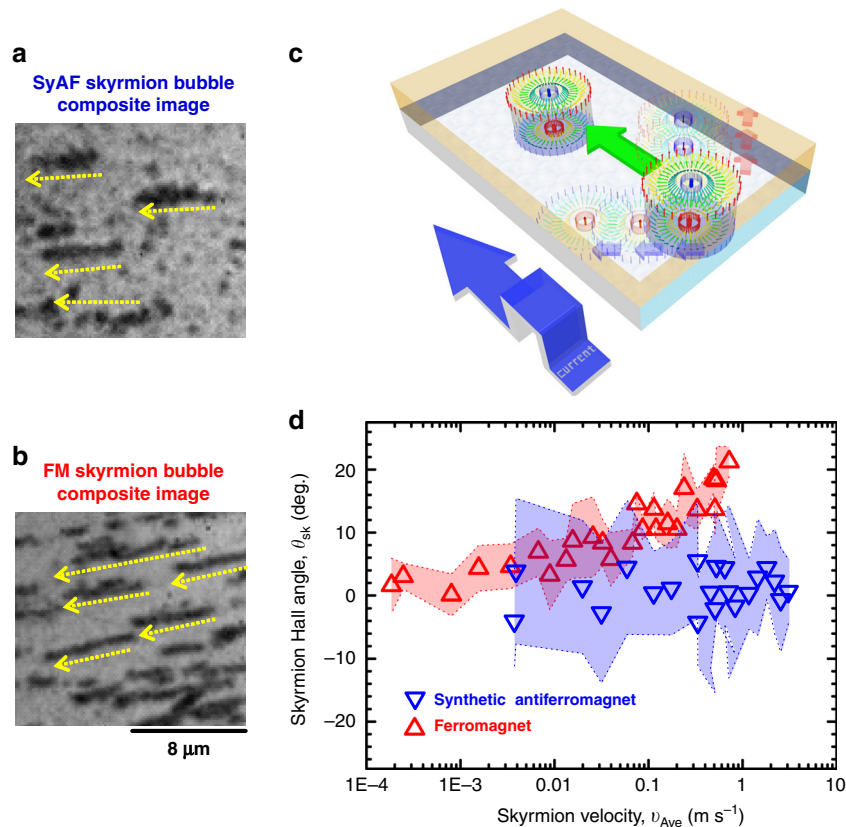 a
SyAF skyrmion bubble
composite image
b
FM skyrmion bubble
composite image
8 μm
c
current
d
Skyrmion Hall angle, θsk (deg.)
20
10
0
−10
−20
Synthetic antiferromagnet
Ferromagnet
1E−4
1E−3
0.01
0.1
1
10
Skyrmion velocity, υAve (m s−1)